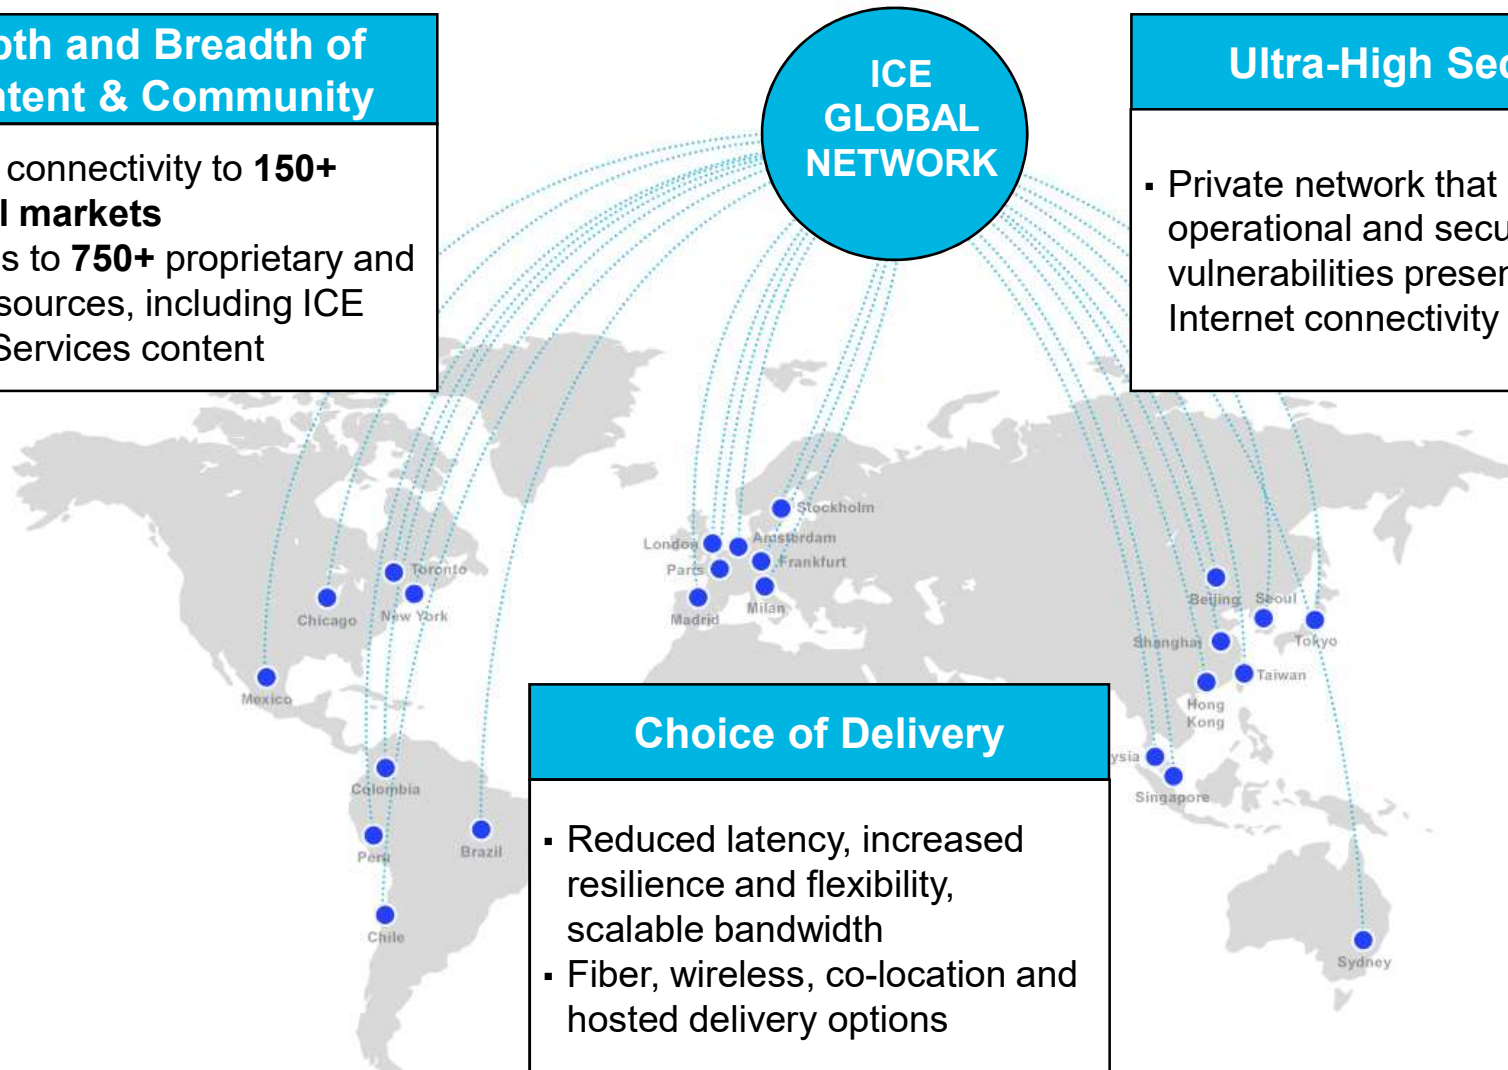 pth and Breadth of
ntent & Community
connectivity to 150+
l markets
s to 750+ proprietary and
sources, including ICE
Services content
ICE
GLOBAL
NETWORK
Ultra-High Sec
▪ Private network that
operational and secu
vulnerabilities presen
Internet connectivity
Stockholm
London
Amsterdam
Paris
Frankfurt
Madrid
Milan
Toronto
Chicago
New York
Mexico
Colombia
Peru
Brazil
Chile
Beijing
Seoul
Shanghai
Tokyo
Taiwan
Hong
Kong
ysia
Singapore
Sydney
Choice of Delivery
▪ Reduced latency, increased
resilience and flexibility,
scalable bandwidth
▪ Fiber, wireless, co-location and
hosted delivery options